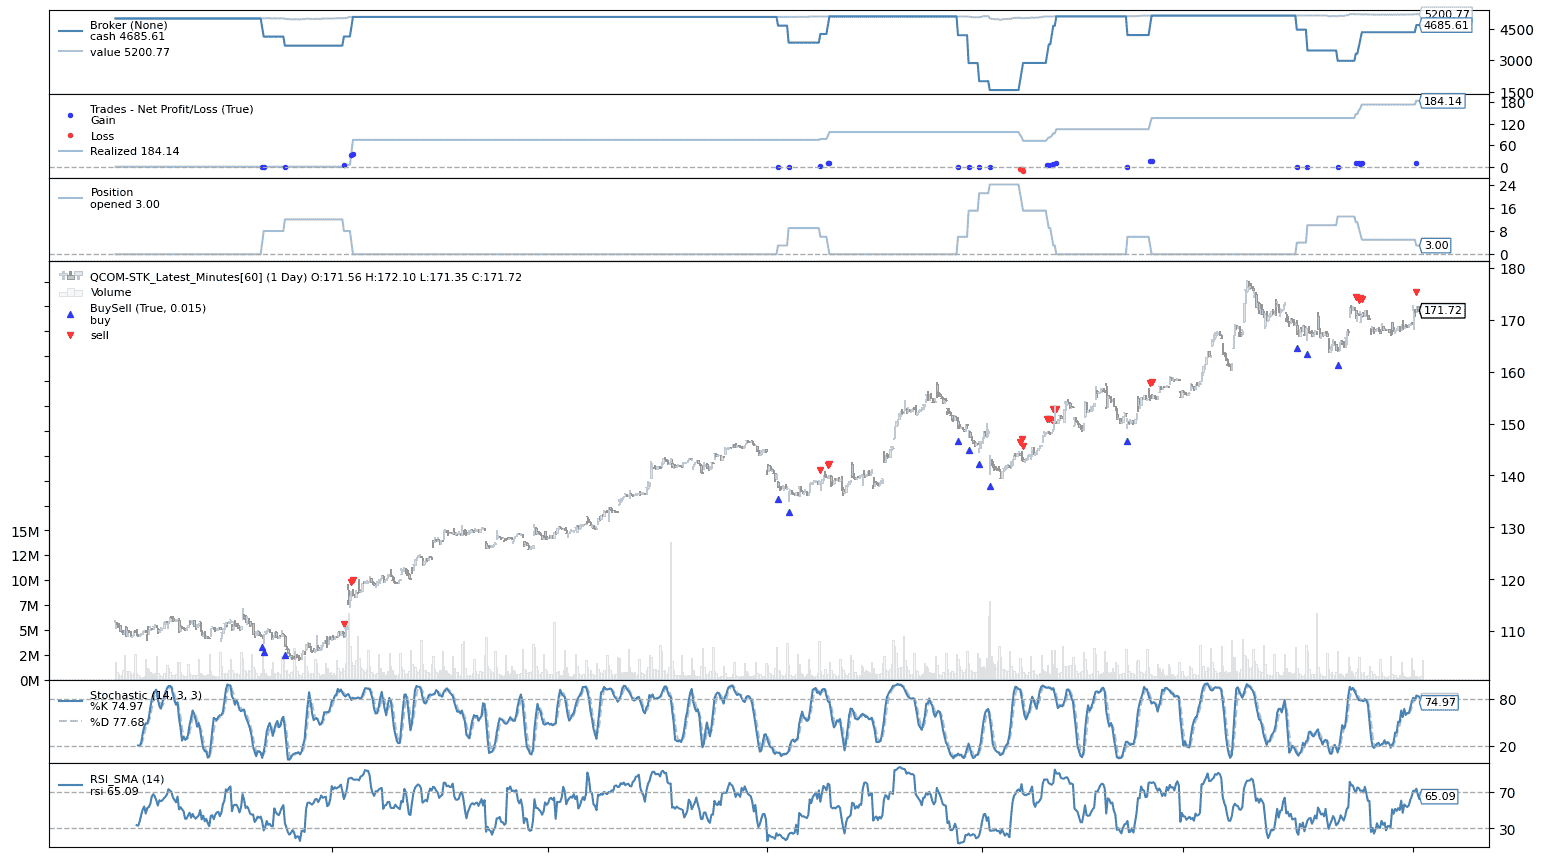 Broker (None)
cash 4685.61
value 5200.77
5200.77
4685.61
4500
3000
1500
Trades - Net Profit/Loss (True)
Gain
Loss
Realized 184.14
184.14
180
120
60
0
Position
opened 3.00
24
16
8
0
3.00
QCOM-STK_Latest_Minutes[60] (1 Day) O:171.56 H:172.10 L:171.35 C:171.72
Volume
BuySell (True, 0.015)
buy
sell
180
170
171.72
160
150
140
130
120
110
15M
12M
10M
7M
5M
2M
0M
Stochastic (14, 3, 3)
%K 74.97
%D 77.68
80
74.97
20
RSI_SMA (14)
rsi 65.09
70
65.09
30